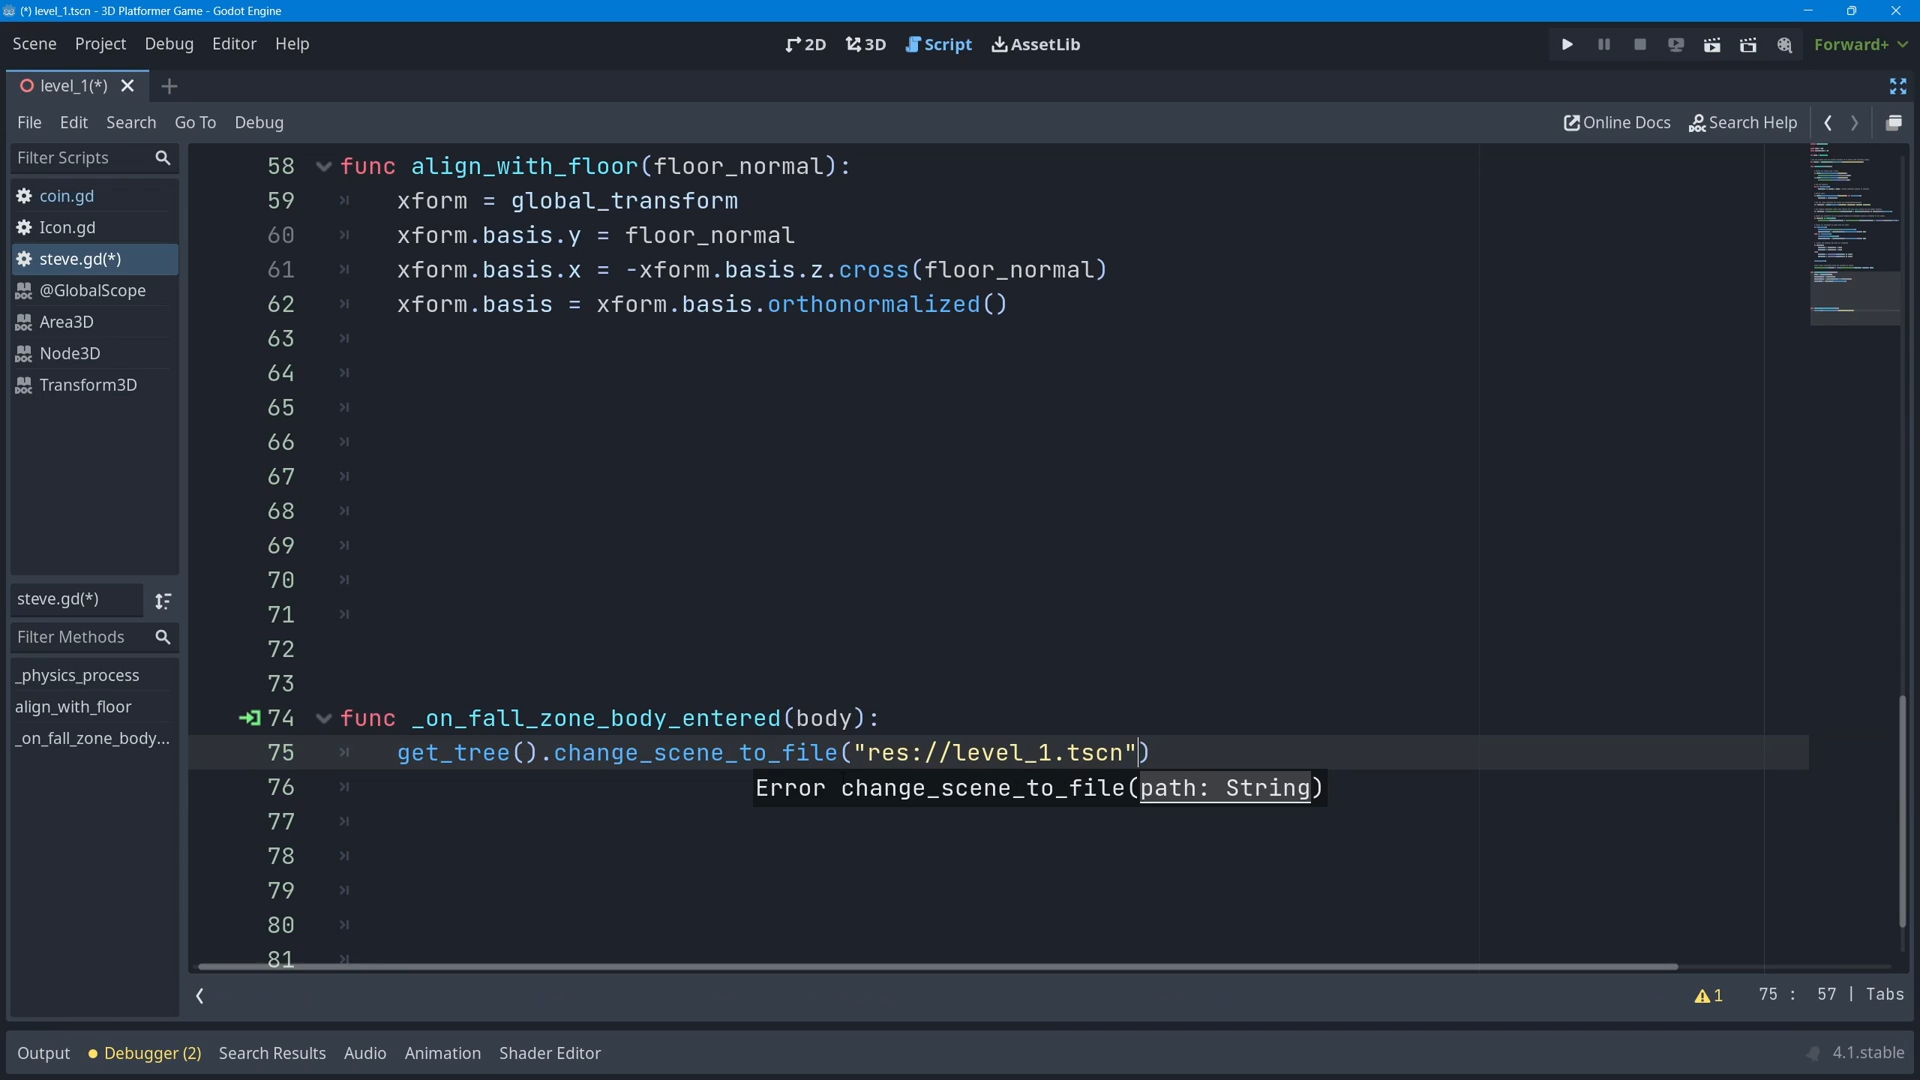 (*) level_1.tscn - 3D Platformer Game - Godot Engine
Scene Project Debug Editor Help
2D 3D Script AssetLib
Forward+
level_1(*)
File Edit Search Go To Debug
Online Docs Search Help
Filter Scripts
coin.gd
Icon.gd
steve.gd(*)
@GlobalScope
Area3D
Node3D
Transform3D
steve.gd(*)
Filter Methods
_physics_process
align_with_floor
_on_fall_zone_body...
58 func align_with_floor(floor_normal):
59 xform = global_transform
60 xform.basis.y = floor_normal
61 xform.basis.x = -xform.basis.z.cross(floor_normal)
62 xform.basis = xform.basis.orthonormalized()
63
64
65
66
67
68
69
70
71
72
73
74 func _on_fall_zone_body_entered(body):
75 get_tree().change_scene_to_file("res://level_1.tscn")
76 Error change_scene_to_file(path: String)
77
78
79
80
81
1 75 : 57 | Tabs
Output Debugger (2) Search Results Audio Animation Shader Editor
4.1.stable